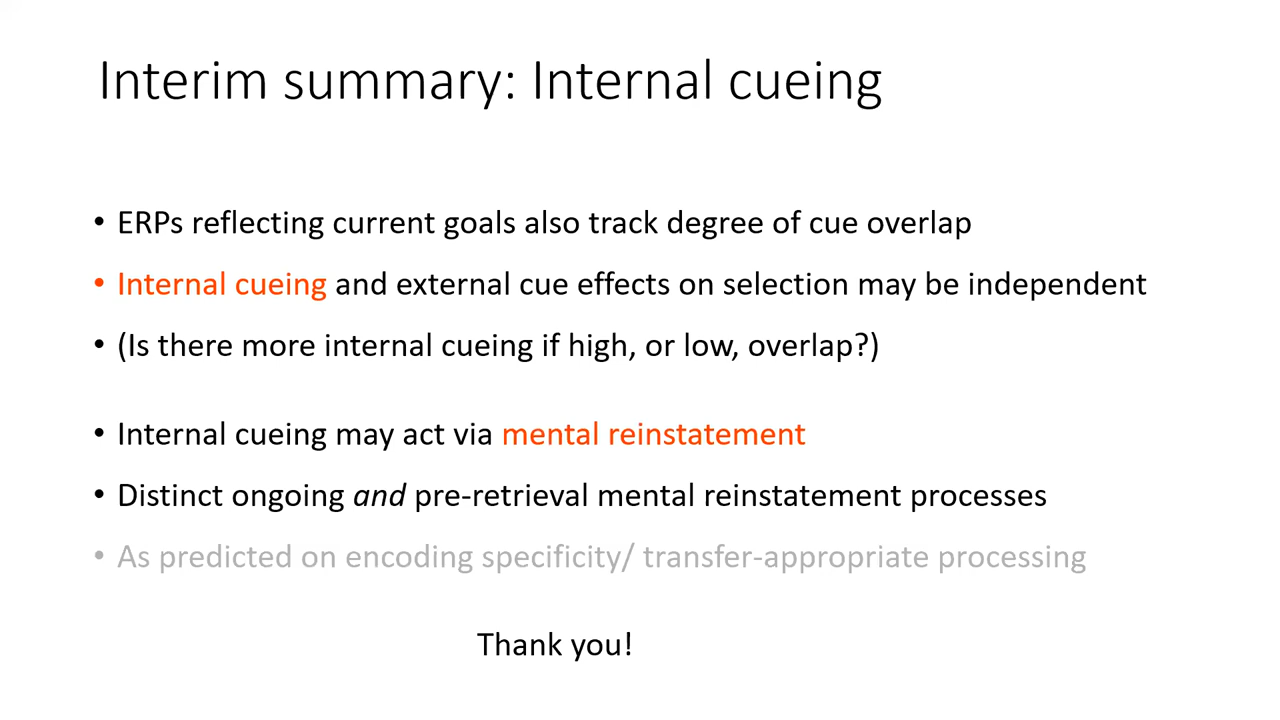 Interim summary: Internal cueing
• ERPs reflecting current goals also track degree of cue overlap
• Internal cueing and external cue effects on selection may be independent
• (Is there more internal cueing if high, or low, overlap?)
• Internal cueing may act via mental reinstatement
• Distinct ongoing and pre-retrieval mental reinstatement processes
• As predicted on encoding specificity/ transfer-appropriate processing
Thank you!